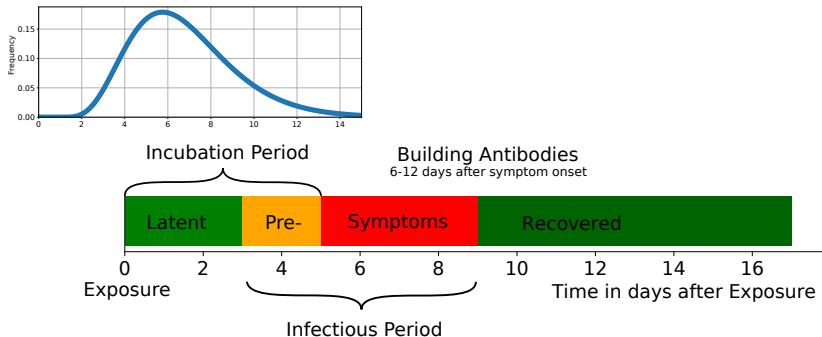 0.15
0.10
0.05
0.00
Frequency
0 2 4 6 8 10 12 14
Incubation Period
Building Antibodies
6-12 days after symptom onset
Latent Pre- Symptoms Recovered
0 2 4 6 8 10 12 14 16
Exposure Time in days after Exposure
Infectious Period